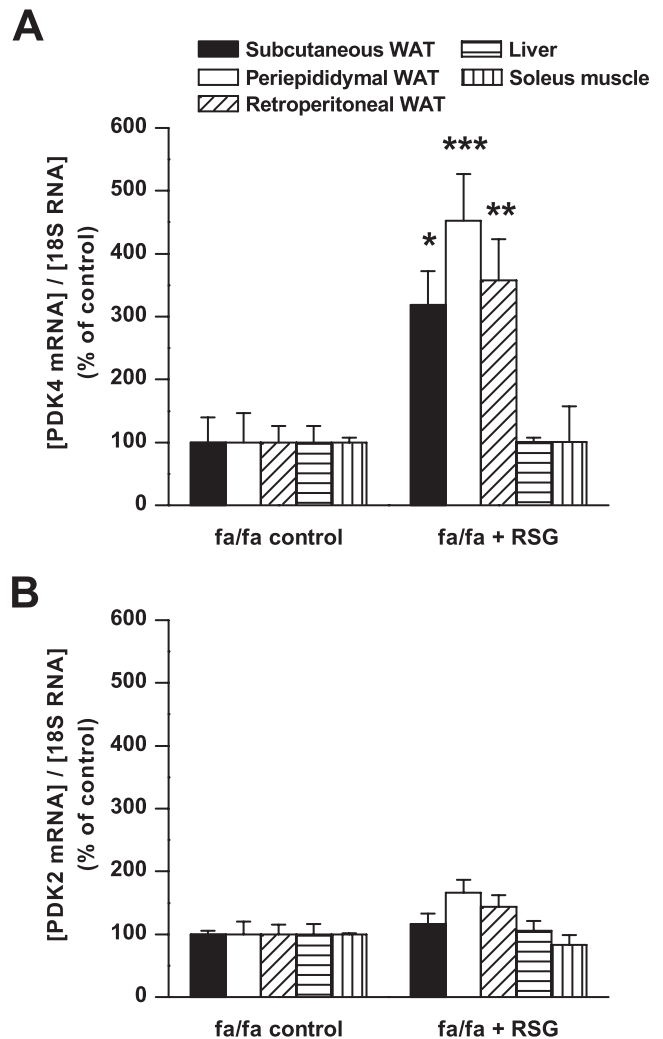 A
Subcutaneous WAT
Liver
Periepididymal WAT
Soleus muscle
Retroperitoneal WAT
[PDK4 mRNA] / [18S RNA]
(% of control)
600
500
400
300
200
100
0
*
***
**
fa/fa control
fa/fa + RSG
B
[PDK2 mRNA] / [18S RNA]
(% of control)
600
500
400
300
200
100
0
fa/fa control
fa/fa + RSG